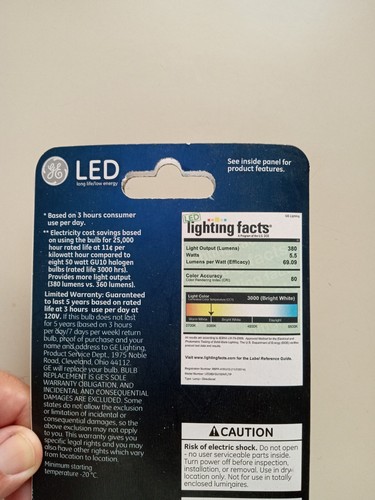 GE
LED
long life/low energy
See inside panel for
product features.
* Based on 3 hours consumer
use per day.
** Electricity cost savings based
on using the bulb for 25,000
hour rated life at 11¢ per
kilowatt hour compared to
eight 50 watt GU10 halogen
bulbs (rated life 3000 hrs).
Provides more light output
(380 lumens vs. 360 lumens).
Limited Warranty: Guaranteed
to last 5 years based on rated
life at 3 hours use per day at
120V. If this bulb does not last
for 5 years (based on 3 hours
per day/7 days per week) return
bulb, proof of purchase and your
name and address to GE Lighting,
Product Service Dept., 1975 Noble
Road, Cleveland, Ohio 44112.
GE will replace your bulb. BULB
REPLACEMENT IS GE'S SOLE
WARRANTY OBLIGATION, AND
INCIDENTAL AND CONSEQUENTIAL
DAMAGES ARE EXCLUDED. Some
states do not allow the exclusion
or limitation of incidental or
consequential damages, so the
above exclusion may not apply
to you. This warranty gives you
specific legal rights and you may
also have other rights which vary
from location to location.
Minimum starting
temperature -20 °C.
LED
lighting facts
Light Output (Lumens) 380
Watts 5.5
Lumens per Watt (Efficacy) 69.09
Color Accuracy
Color Rendering Index (CRI) 80
Light Color
3000 (Bright White)
Warm White Bright White Daylight
2700K 3000K 4500K 6500K
Visit www.lightingfacts.com for the Label Reference Guide.
CAUTION
Risk of electric shock. Do not open
- no user serviceable parts inside.
Turn power off before inspection,
installation, or removal. Use in dry-
location only. Not for use in totally
enclosed luminaires.